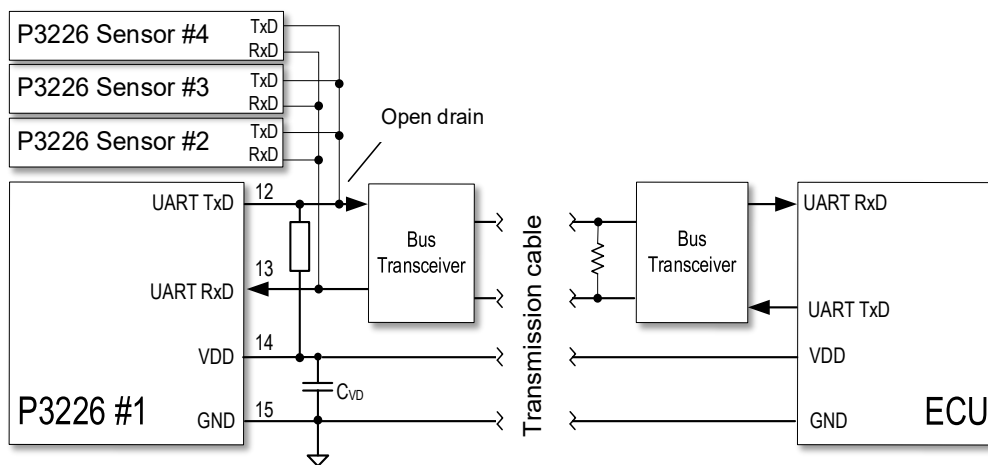 P3226 Sensor #4
TxD
RxD
P3226 Sensor #3
TxD
RxD
P3226 Sensor #2
TxD
RxD
Open drain
UART TxD
12
Bus
Transceiver
UART RxD
13
VDD
14
CVD
GND
15
P3226 #1
Transmission cable
Bus
Transceiver
UART RxD
UART TxD
VDD
GND
ECU